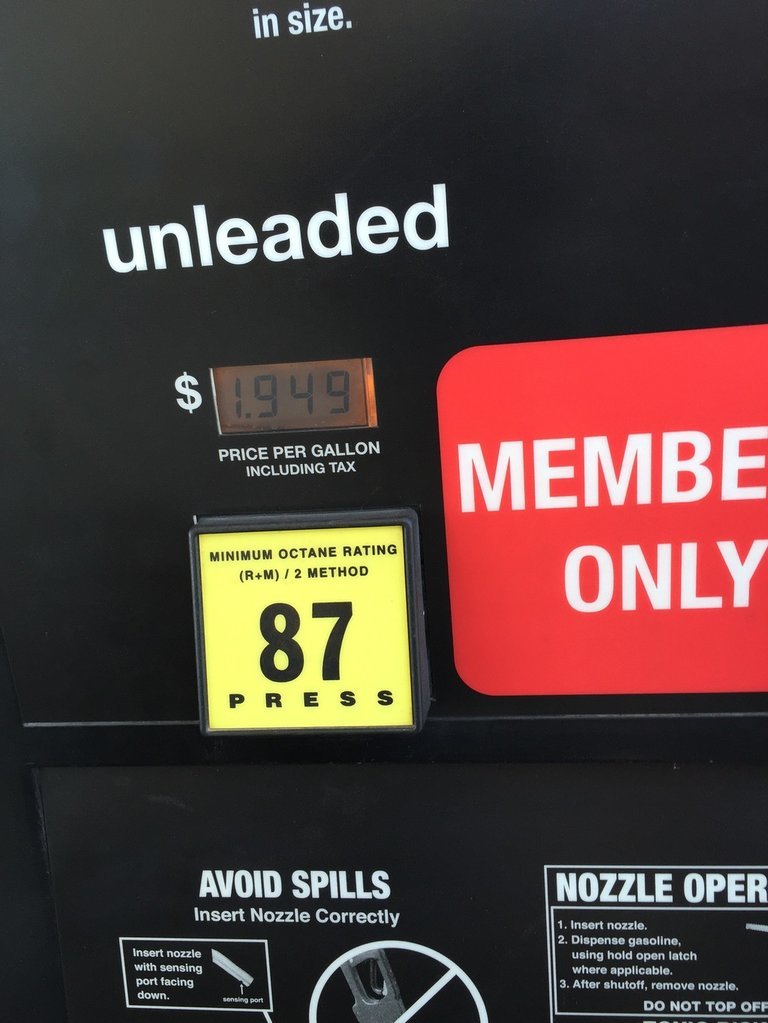 in size.
unleaded
$ 1.949
PRICE PER GALLON
INCLUDING TAX
MEMBE
ONLY
MINIMUM OCTANE RATING
(R+M) / 2 METHOD
87
PRESS
AVOID SPILLS
Insert Nozzle Correctly
Insert nozzle
with sensing
port facing
down.
sensing port
NOZZLE OPER
1. Insert nozzle.
2. Dispense gasoline,
using hold open latch
where applicable.
3. After shutoff, remove nozzle.
DO NOT TOP OFF